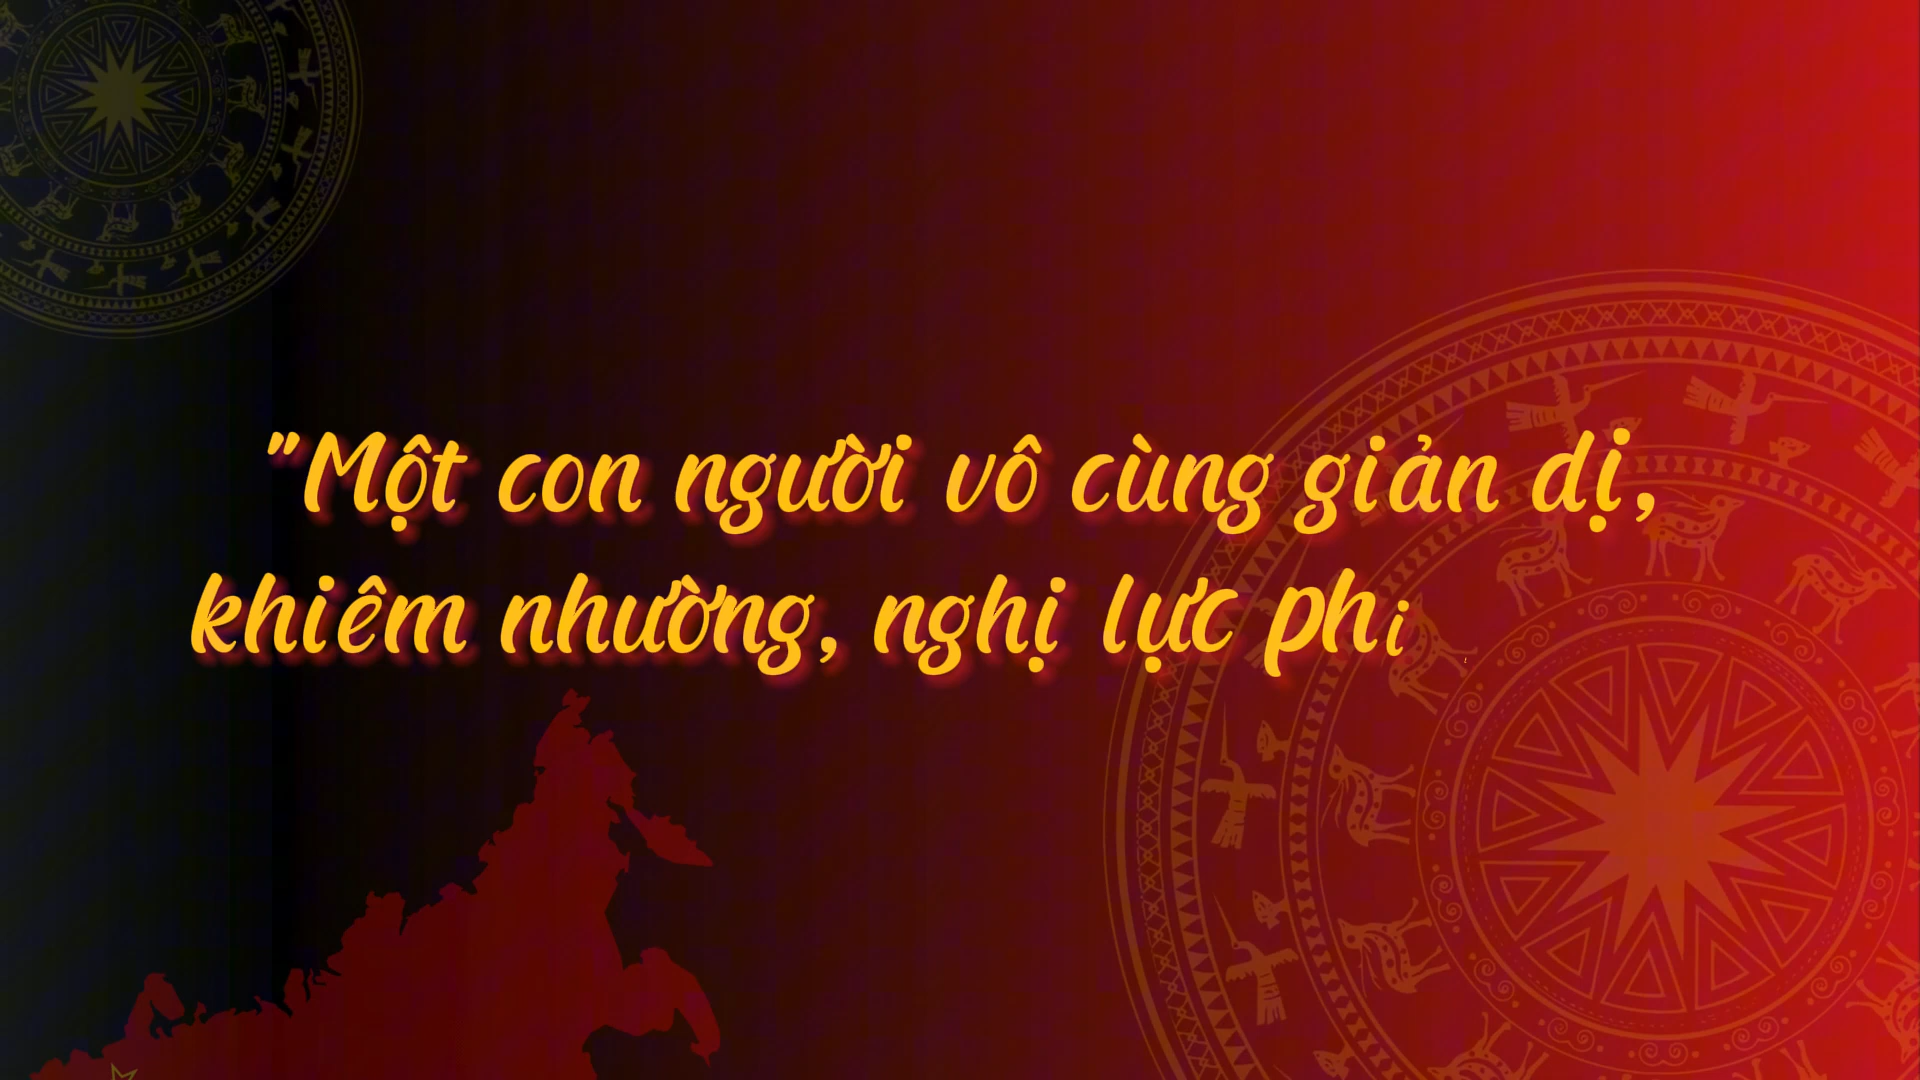 "Một con người vô cùng giản dị,
khiêm nhường, nghị lực phi